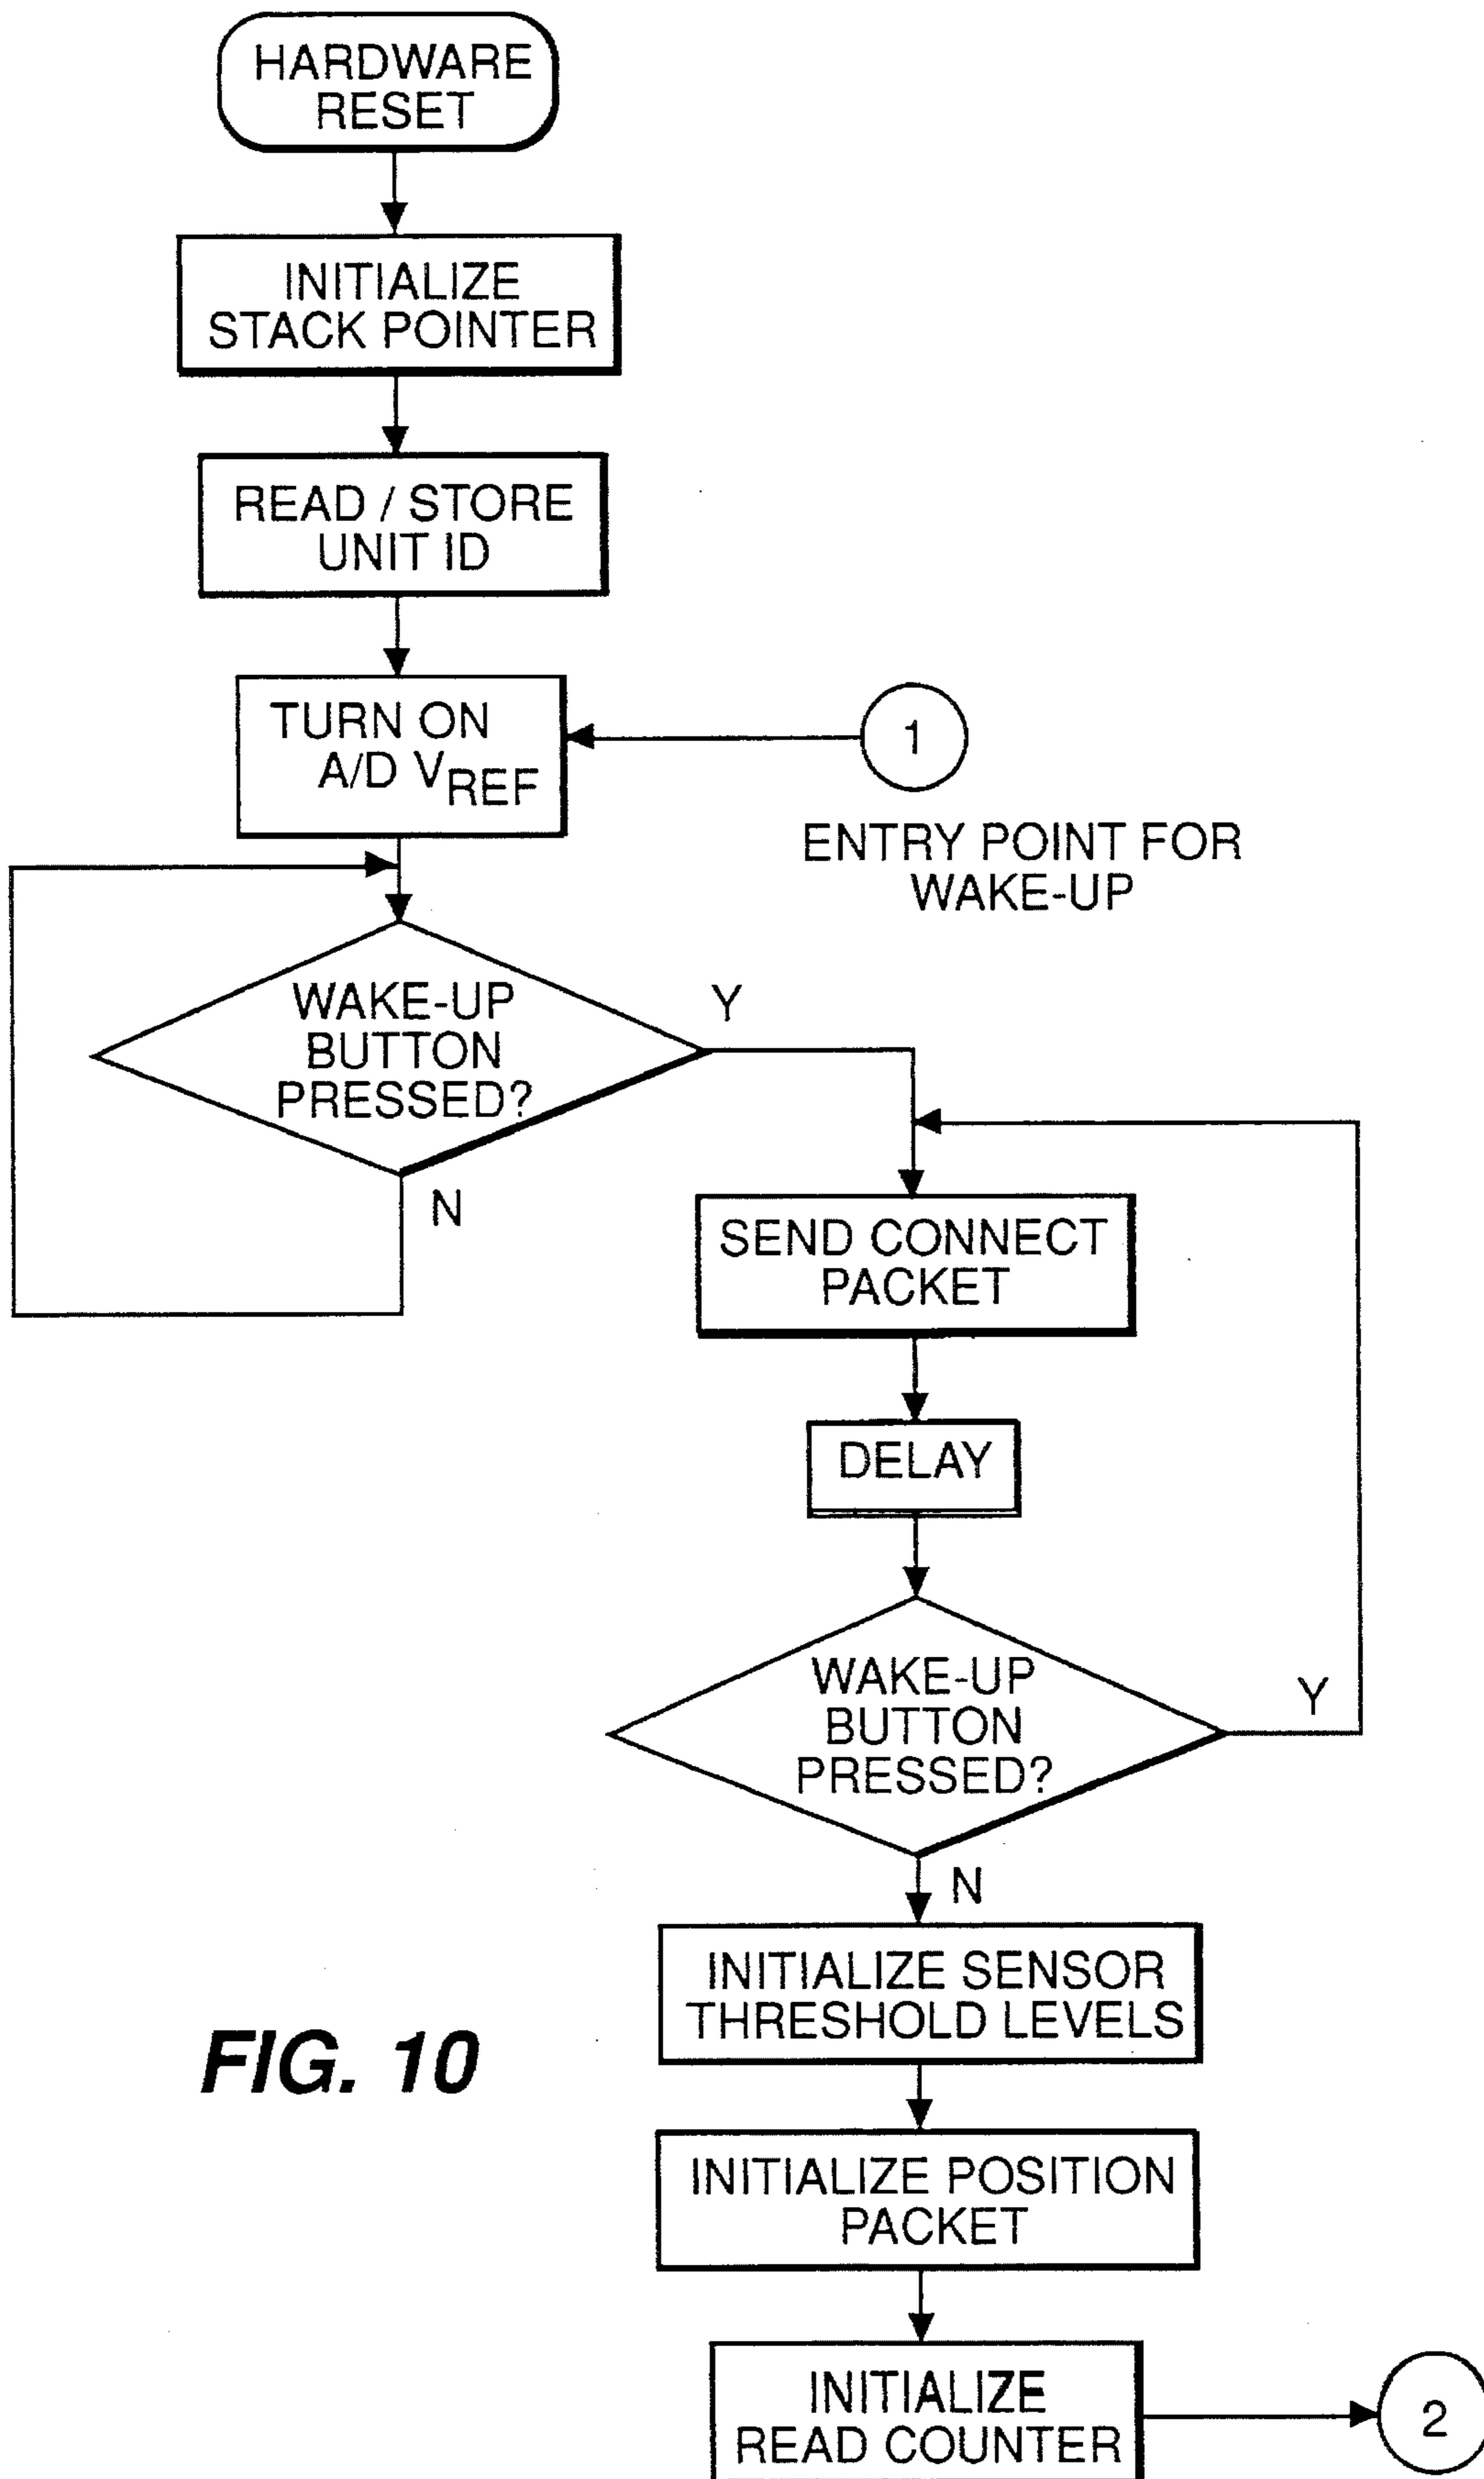 HARDWARE
RESET
INITIALIZE
STACK POINTER
READ / STORE
UNIT ID
TURN ON
A/D VREF
1
ENTRY POINT FOR
WAKE-UP
WAKE-UP
BUTTON
PRESSED?
Y
N
SEND CONNECT
PACKET
DELAY
WAKE-UP
BUTTON
PRESSED?
Y
N
INITIALIZE SENSOR
THRESHOLD LEVELS
INITIALIZE POSITION
PACKET
INITIALIZE
READ COUNTER
2
FIG. 10